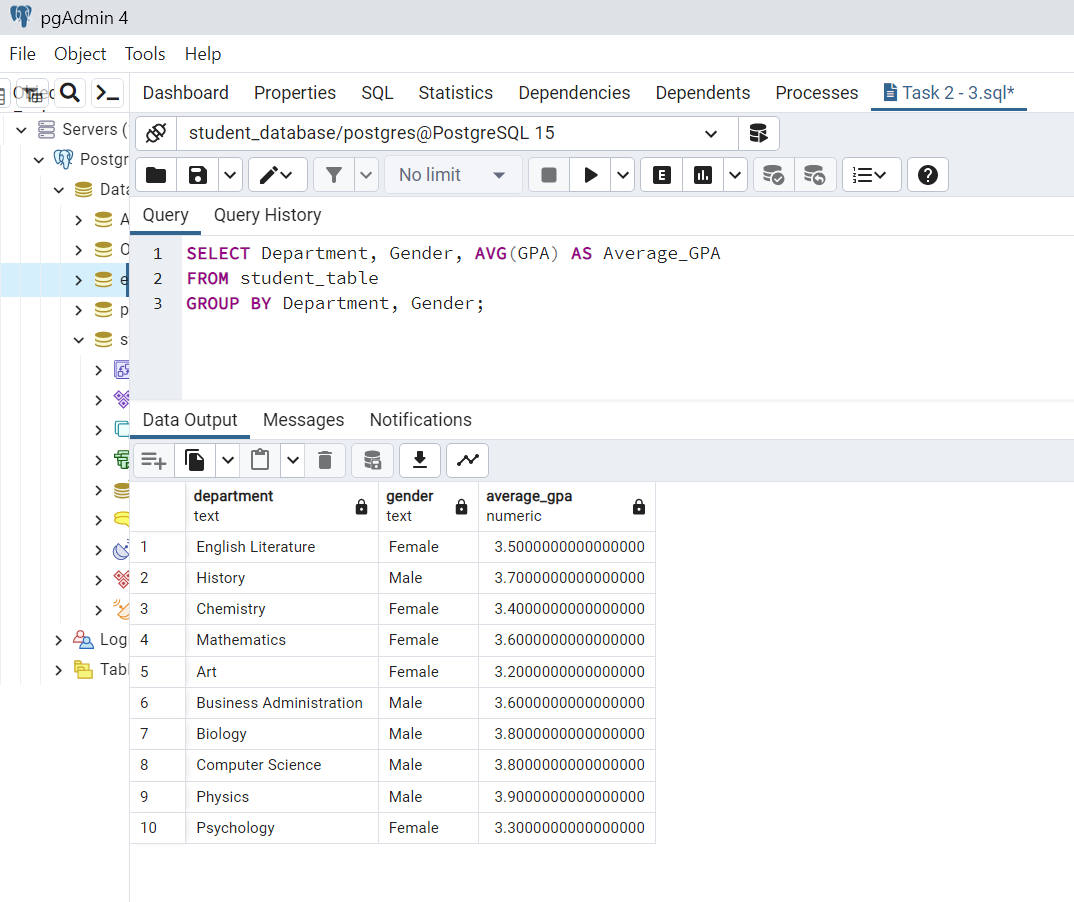 pgAdmin 4
File Object Tools Help
Dashboard Properties SQL Statistics Dependencies Dependents Processes Task 2 - 3.sql*
Servers (
student_database/postgres@PostgreSQL 15
Postgr
No limit
Data
Query Query History
1 SELECT Department, Gender, AVG(GPA) AS Average_GPA
2 FROM student_table
3 GROUP BY Department, Gender;
Data Output Messages Notifications
department gender average_gpa
text text numeric
1 English Literature Female 3.5000000000000000
2 History Male 3.7000000000000000
3 Chemistry Female 3.4000000000000000
4 Mathematics Female 3.6000000000000000
Log
5 Art Female 3.2000000000000000
Tabl
6 Business Administration Male 3.6000000000000000
7 Biology Male 3.8000000000000000
8 Computer Science Male 3.8000000000000000
9 Physics Male 3.9000000000000000
10 Psychology Female 3.3000000000000000